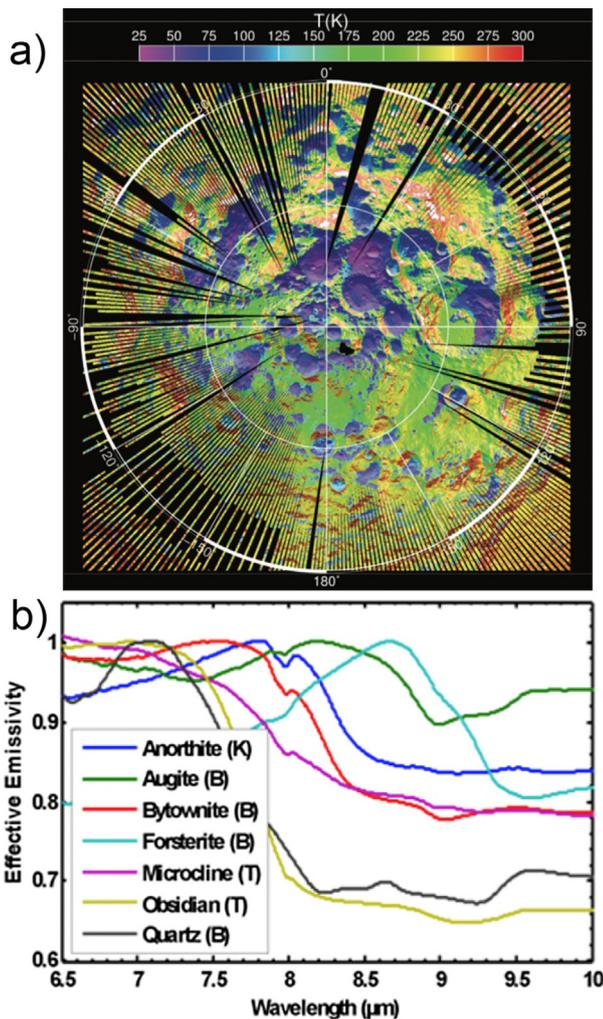 a)
T(K)
25 50 75 100 125 150 175 200 225 250 275 300
0°
-90°
90°
120°
-150°
180°
b)
1
0.9
0.8
0.7
0.6
Effective Emissivity
Anorthite (K)
Augite (B)
Bytownite (B)
Forsterite (B)
Microcline (T)
Obsidian (T)
Quartz (B)
6.5 7 7.5 8 8.5 9 9.5 10
Wavelength (µm)